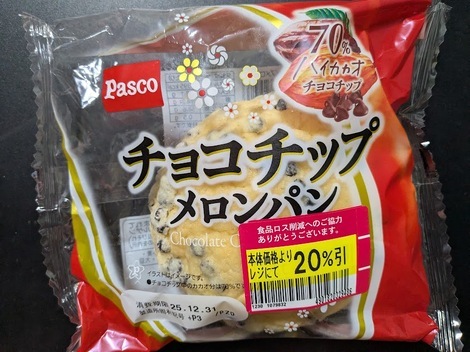 70%
ハイカカオ
チョコチップ
Pasco
チョコチップ
メロンパン
Chocolate C
食品ロス削減へのご協力
ありがとうございます。
本体価格より
レジにて
20%引
イラストはイメージです。
消費期限 25.12.31
+P3 /PZ0